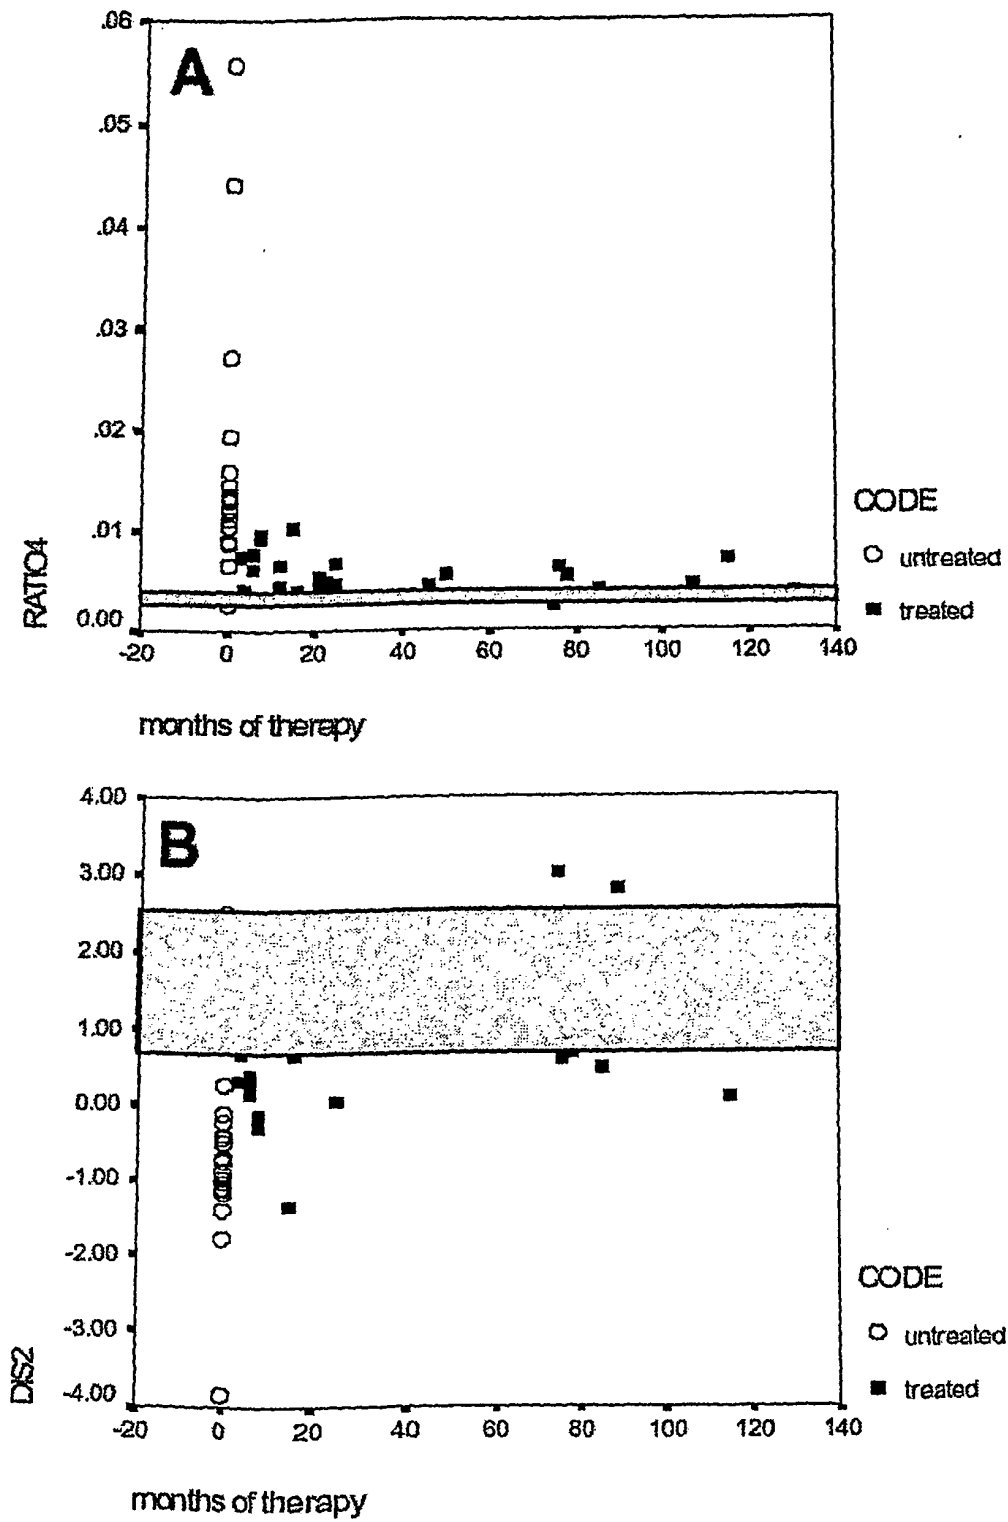 A
.06
.05
.04
.03
.02
.01
0.00
RATIO4
-20 0 20 40 60 80 100 120 140
months of therapy
CODE
untreated
treated
B
4.00
3.00
2.00
1.00
0.00
-1.00
-2.00
-3.00
-4.00
DIS2
-20 0 20 40 60 80 100 120 140
months of therapy
CODE
untreated
treated